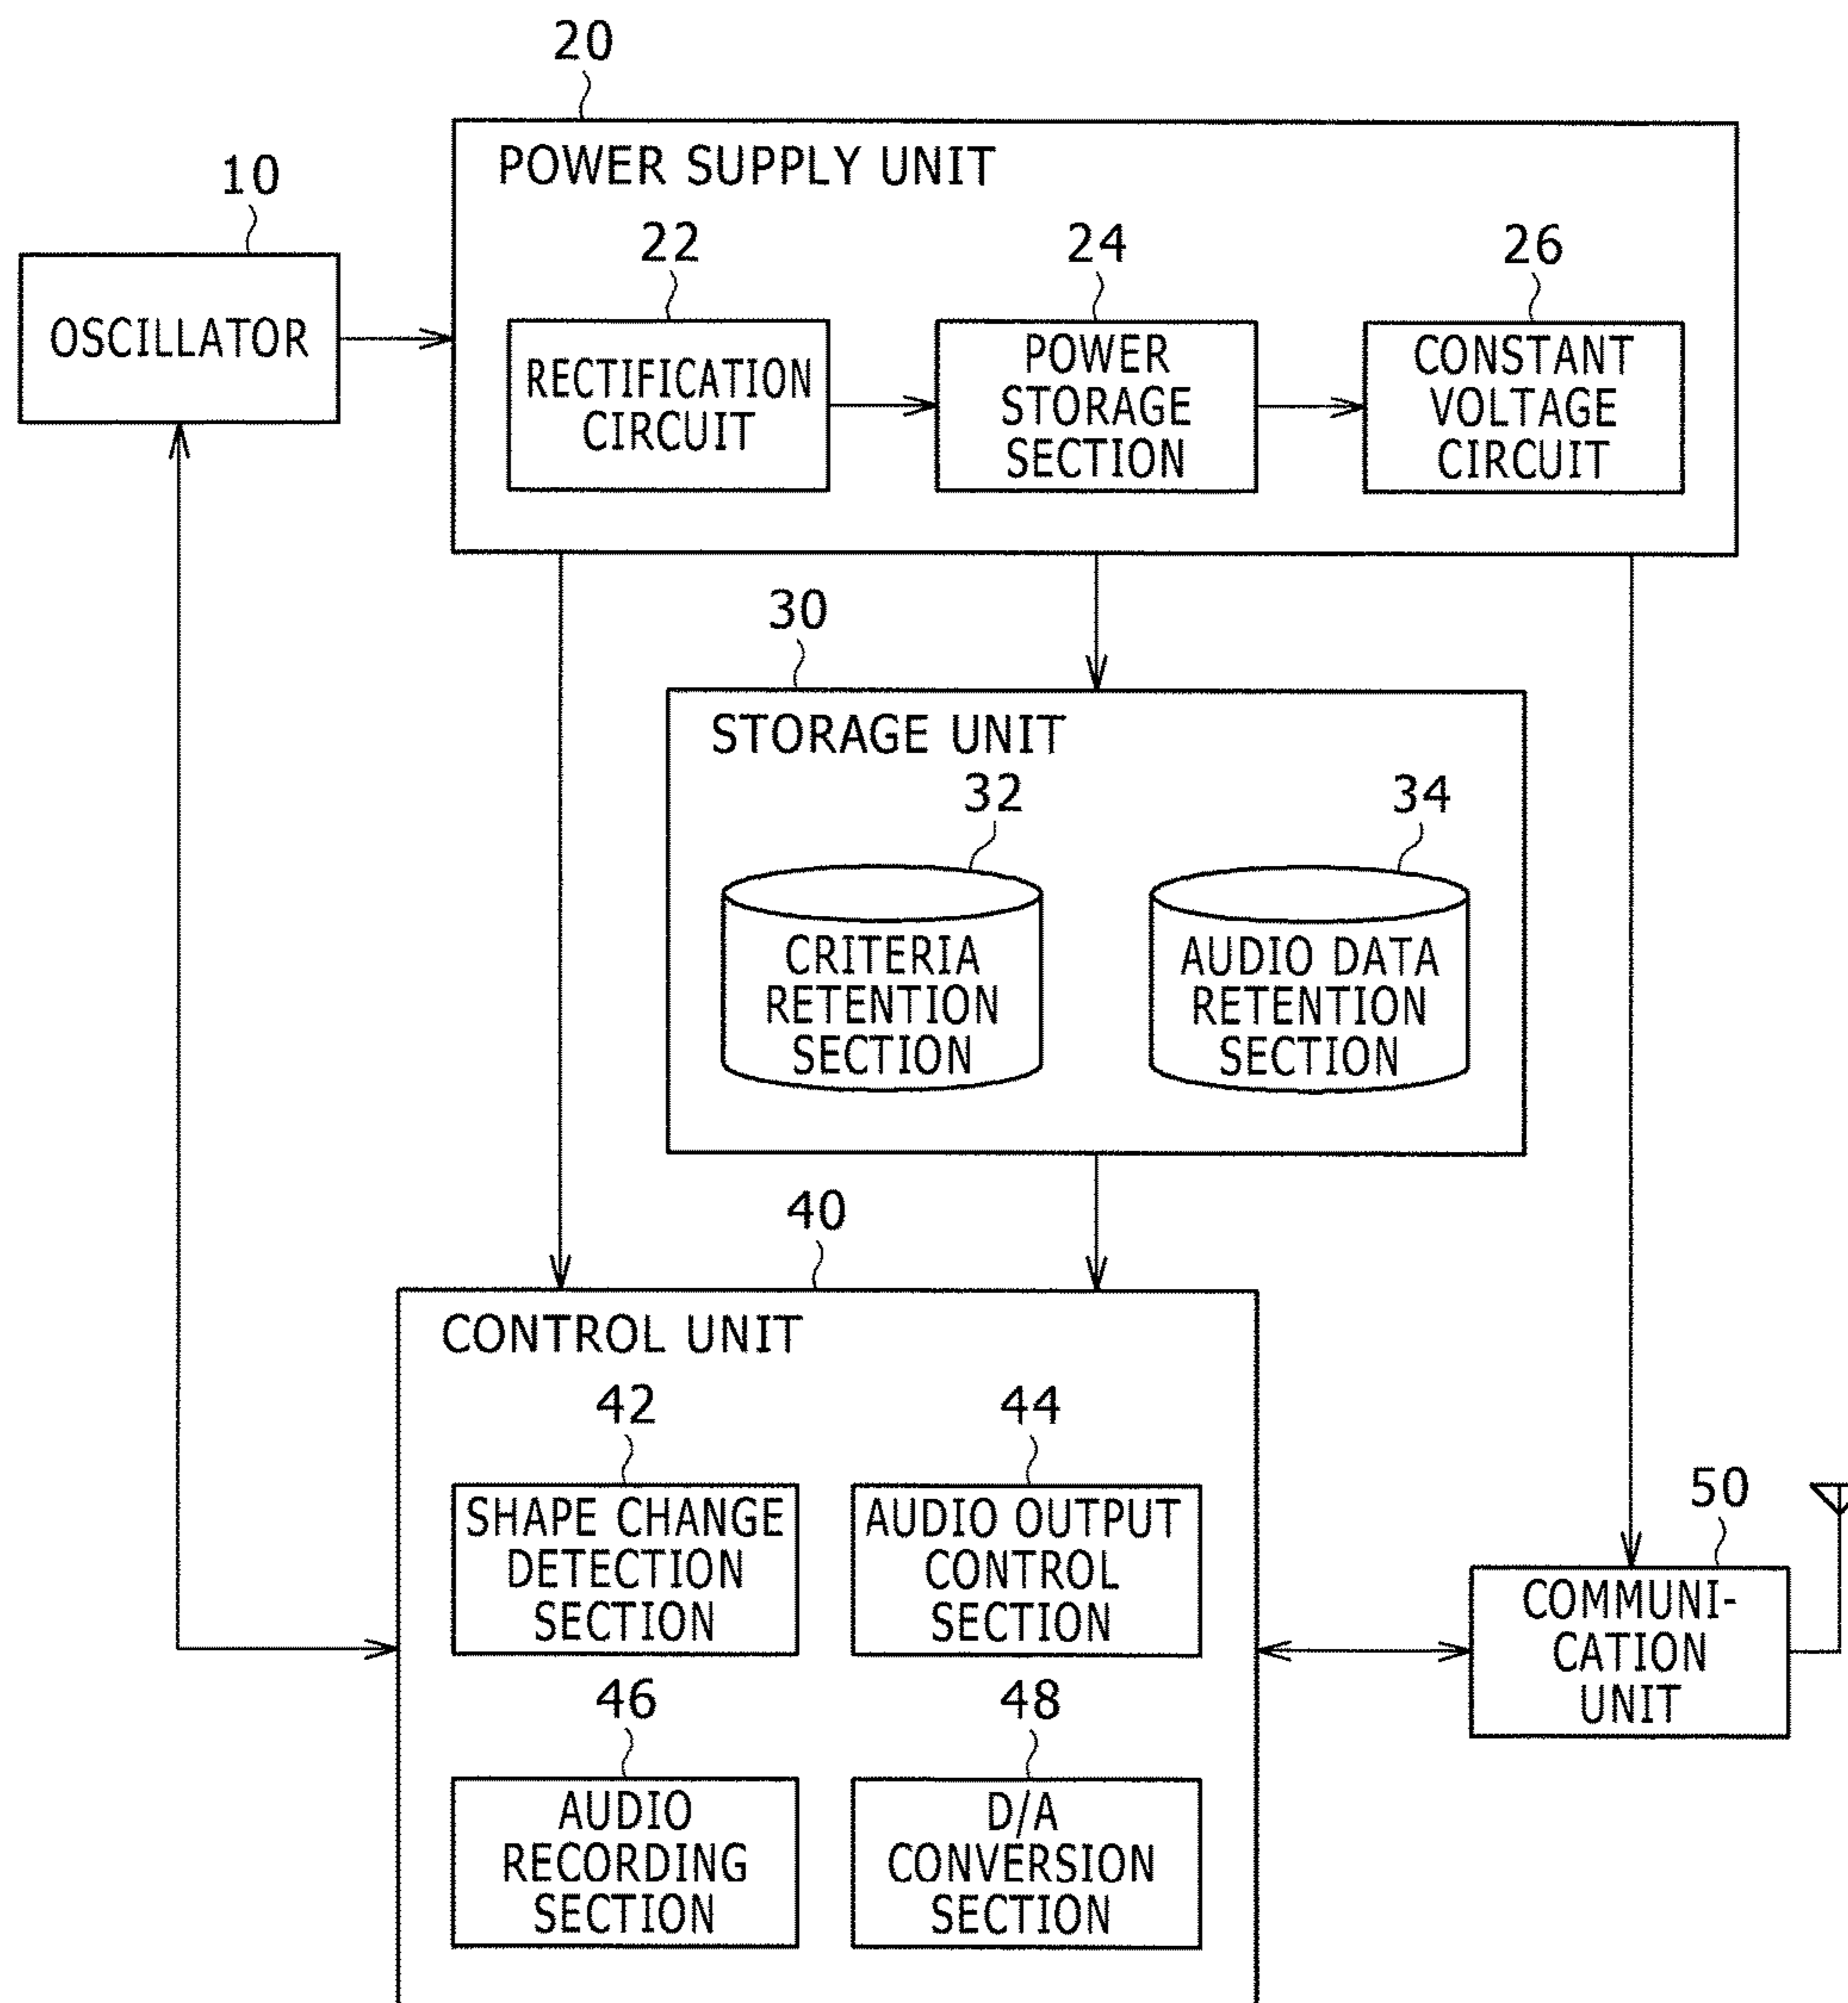 20
POWER SUPPLY UNIT
10
OSCILLATOR
22
RECTIFICATION
CIRCUIT
24
POWER
STORAGE
SECTION
26
CONSTANT
VOLTAGE
CIRCUIT
30
STORAGE UNIT
32
CRITERIA
RETENTION
SECTION
34
AUDIO DATA
RETENTION
SECTION
40
CONTROL UNIT
42
SHAPE CHANGE
DETECTION
SECTION
44
AUDIO OUTPUT
CONTROL
SECTION
46
AUDIO
RECORDING
SECTION
48
D/A
CONVERSION
SECTION
50
COMMUNI-
CATION
UNIT